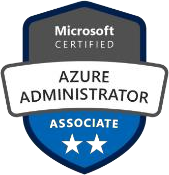 Microsoft
CERTIFIED
AZURE
ADMINISTRATOR
ASSOCIATE